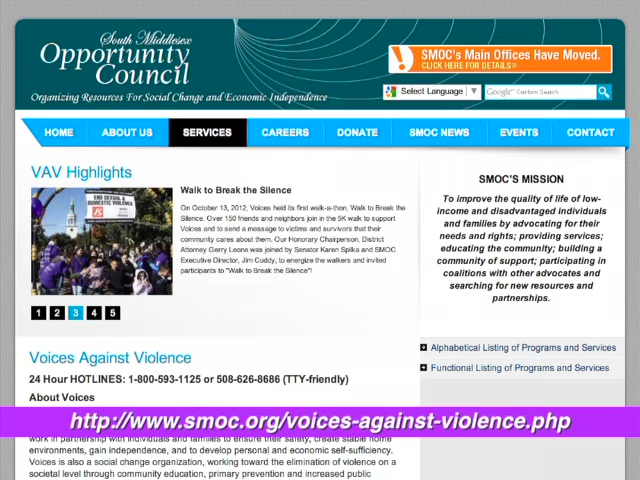 South Middlesex
Opportunity
Council
Organizing Resources For Social Change and Economic Independence
SMOC's Main Offices Have Moved.
CLICK HERE FOR DETAILS»
Select Language ▼
Google™ Custom Search
HOME
ABOUT US
SERVICES
CAREERS
DONATE
SMOC NEWS
EVENTS
CONTACT
VAV Highlights
END SEXUAL &
DOMESTIC VIOLENCE
Walk to Break the Silence
On October 13, 2012, Voices held its first walk-a-thon, Walk to Break the
Silence. Over 150 friends and neighbors join in the 5K walk to support
Voices and to send a message to victims and survivors that their
community cares about them. Our Honorary Chairperson, District
Attorney Gerry Leone was joined by Senator Karen Spilka and SMOC
Executive Director, Jim Cuddy, to energize the walkers and invited
participants to "Walk to Break the Silence"!
1 2 3 4 5
SMOC'S MISSION
To improve the quality of life of low-
income and disadvantaged individuals
and families by advocating for their
needs and rights; providing services;
educating the community; building a
community of support; participating in
coalitions with other advocates and
searching for new resources and
partnerships.
Alphabetical Listing of Programs and Services
Functional Listing of Programs and Services
Voices Against Violence
24 Hour HOTLINES: 1-800-593-1125 or 508-626-8686 (TTY-friendly)
About Voices
http://www.smoc.org/voices-against-violence.php
work in partnership with individuals and families to ensure their safety, create stable home
environments, gain independence, and to develop personal and economic self-sufficiency.
Voices is also a social change organization, working toward the elimination of violence on a
societal level through community education, primary prevention and increased public